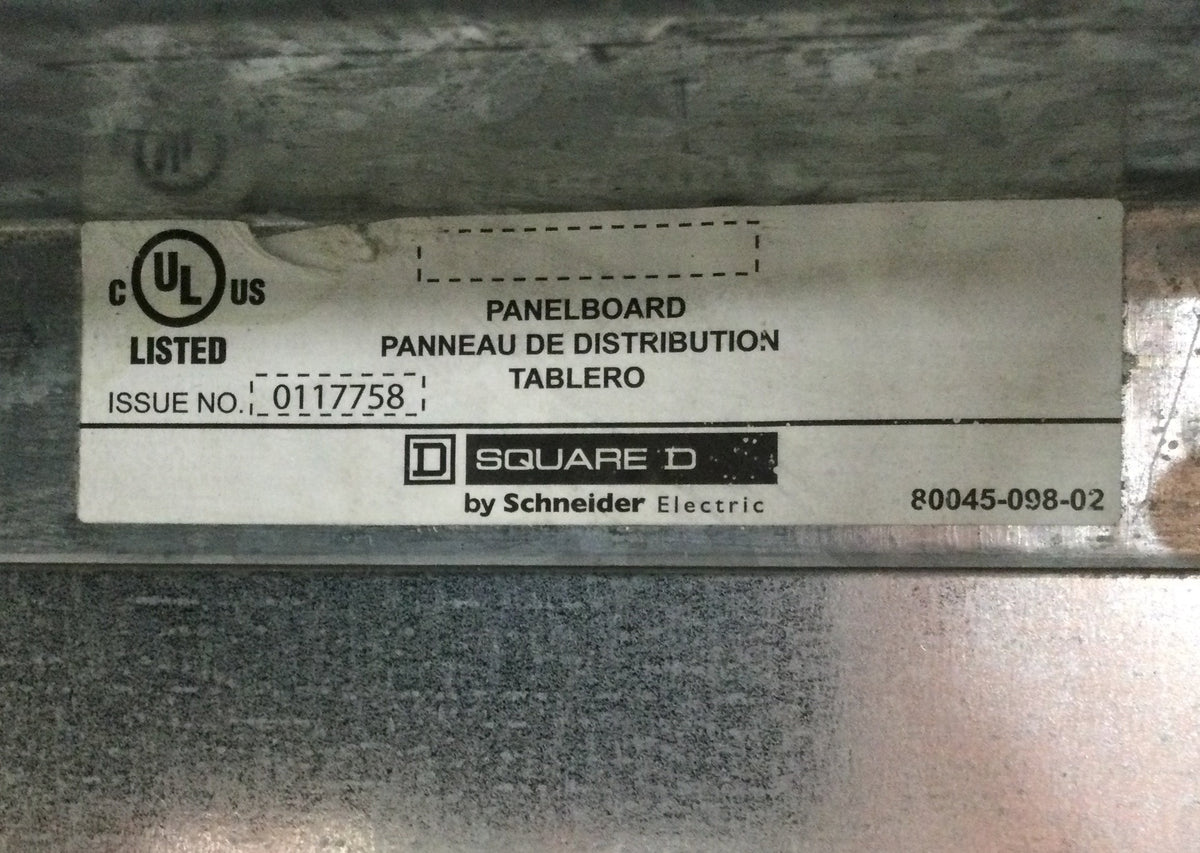 C UL US
LISTED
ISSUE NO. 0117758
PANELBOARD
PANNEAU DE DISTRIBUTION
TABLERO
D SQUARE D
by Schneider Electric
80045-098-02